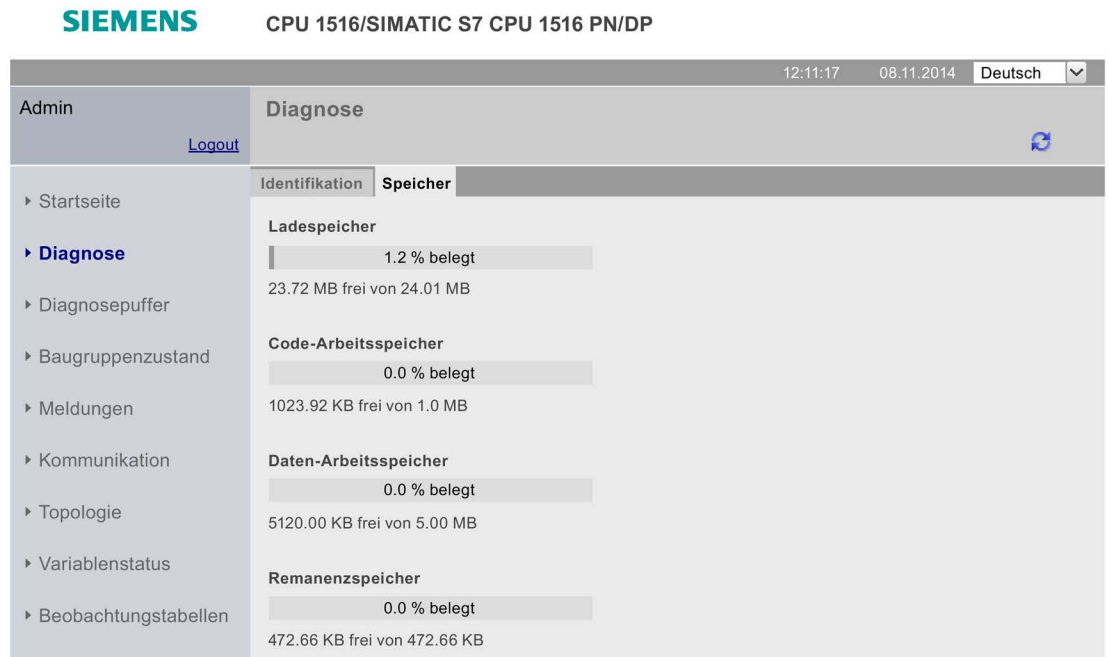 SIEMENS CPU 1516/SIMATIC S7 CPU 1516 PN/DP
12:11:17 08.11.2014 Deutsch
Admin
Logout
Diagnose
Startseite
Diagnose
Diagnosepuffer
Baugruppenzustand
Meldungen
Kommunikation
Topologie
Variablenstatus
Beobachtungstabellen
Identifikation Speicher
Ladespeicher
1.2 % belegt
23.72 MB frei von 24.01 MB
Code-Arbeitsspeicher
0.0 % belegt
1023.92 KB frei von 1.0 MB
Daten-Arbeitsspeicher
0.0 % belegt
5120.00 KB frei von 5.00 MB
Remanenzspeicher
0.0 % belegt
472.66 KB frei von 472.66 KB